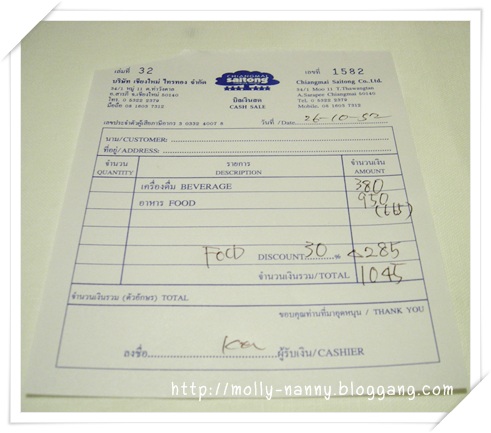 เล่มที่ 32
เลขที่ 1582
บริษัท เชียงใหม่ ไทรทอง จำกัด
CHIANGMAI
saitong
Chiangmai Saitong Co.,Ltd.
บิลเงินสด
CASH SALE
วันที่ /Date 26-10-52
นาม/CUSTOMER:
ที่อยู่/ADDRESS:
จำนวน รายการ จำนวนเงิน
QUANTITY DESCRIPTION AMOUNT
เครื่องดื่ม BEVERAGE 380
อาหาร FOOD 950
(665)
FOOD DISCOUNT 30 % 285
จำนวนเงินรวม/TOTAL 1045
จำนวนเงินรวม (ตัวอักษร) TOTAL
ขอบคุณท่านที่มาอุดหนุน / THANK YOU
ลงชื่อ ผู้รับเงิน/CASHIER
http://molly-nanny.bloggang.com